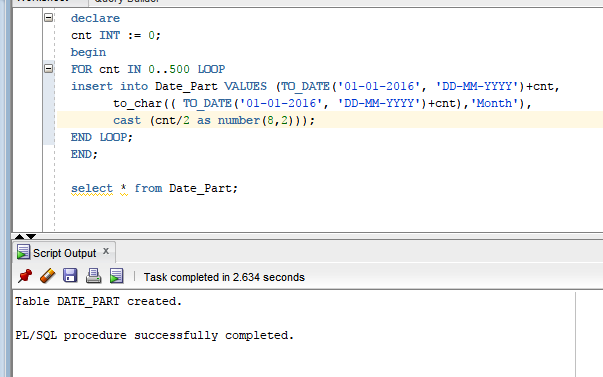 declare
cnt INT := 0;
begin
FOR cnt IN 0..500 LOOP
insert into Date_Part VALUES (TO_DATE('01-01-2016', 'DD-MM-YYYY')+cnt,
to_char(( TO_DATE('01-01-2016', 'DD-MM-YYYY')+cnt),'Month'),
cast (cnt/2 as number(8,2)));
END LOOP;
END;
select * from Date_Part;
Script Output x
Task completed in 2.634 seconds
Table DATE_PART created.
PL/SQL procedure successfully completed.